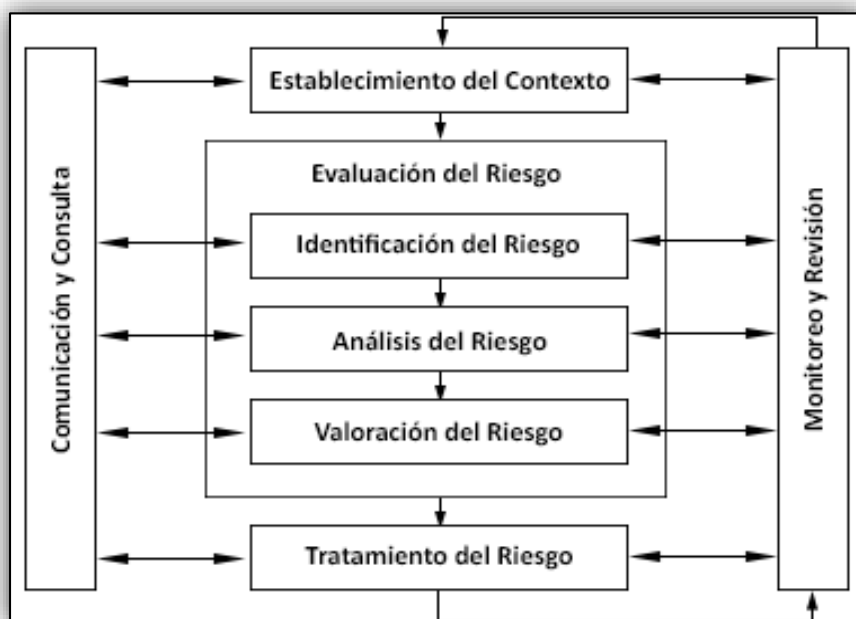 Comunicación y Consulta
Establecimiento del Contexto
Evaluación del Riesgo
Identificación del Riesgo
Análisis del Riesgo
Valoración del Riesgo
Tratamiento del Riesgo
Monitoreo y Revisión